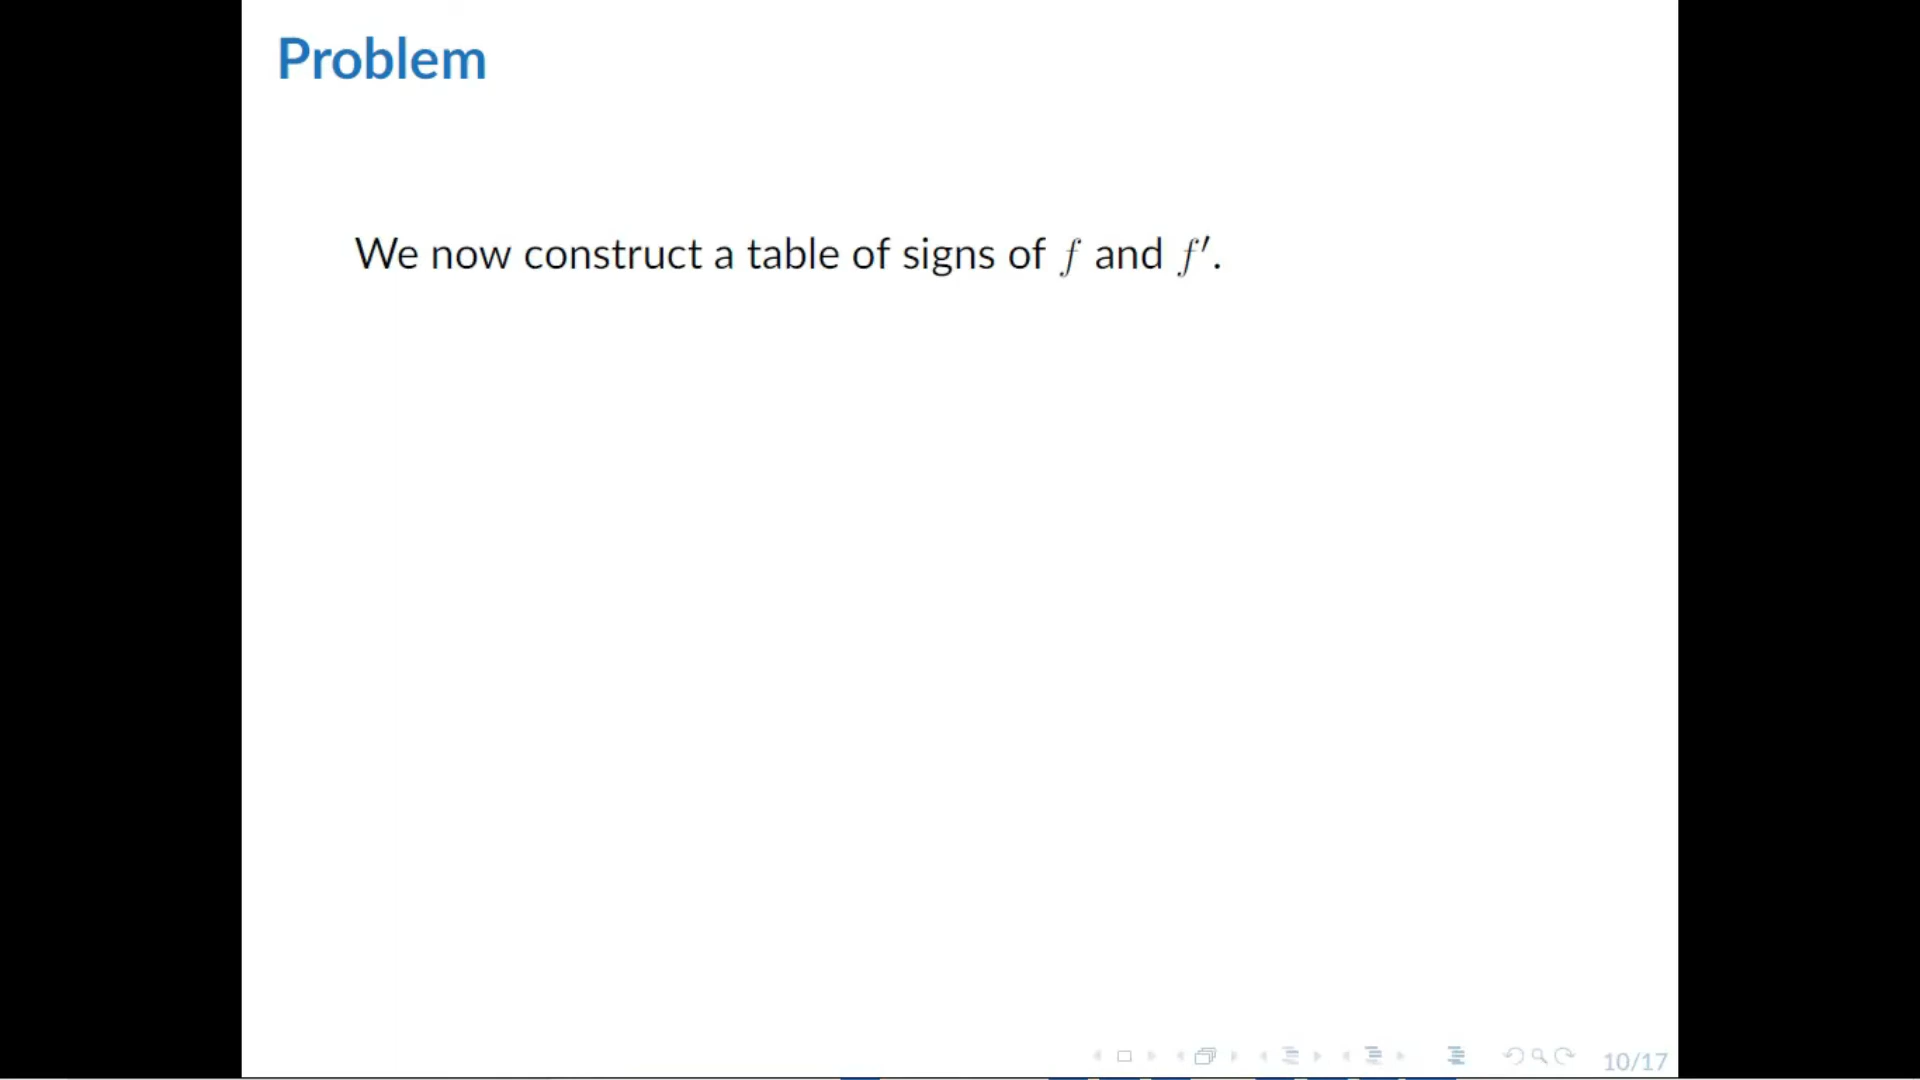 Problem
We now construct a table of signs of f and f′.
10/17